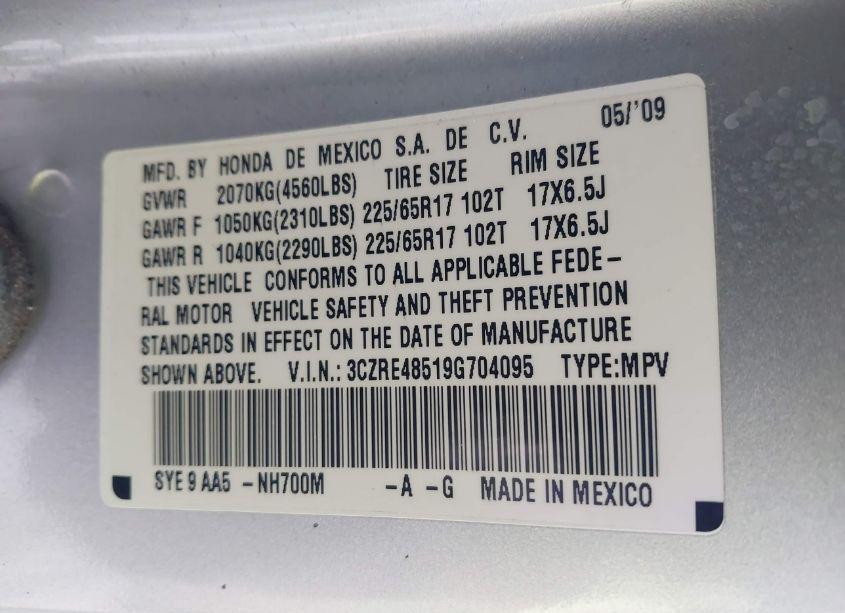 MFD. BY HONDA DE MEXICO S.A. DE C.V. 05/'09
GVWR 2070KG(4560LBS) TIRE SIZE RIM SIZE
GAWR F 1050KG(2310LBS) 225/65R17 102T 17X6.5J
GAWR R 1040KG(2290LBS) 225/65R17 102T 17X6.5J
THIS VEHICLE CONFORMS TO ALL APPLICABLE FEDE-
RAL MOTOR VEHICLE SAFETY AND THEFT PREVENTION
STANDARDS IN EFFECT ON THE DATE OF MANUFACTURE
SHOWN ABOVE. V.I.N.: 3CZRE48519G704095 TYPE:MPV
SYE 9 AA5 -NH700M -A -G MADE IN MEXICO